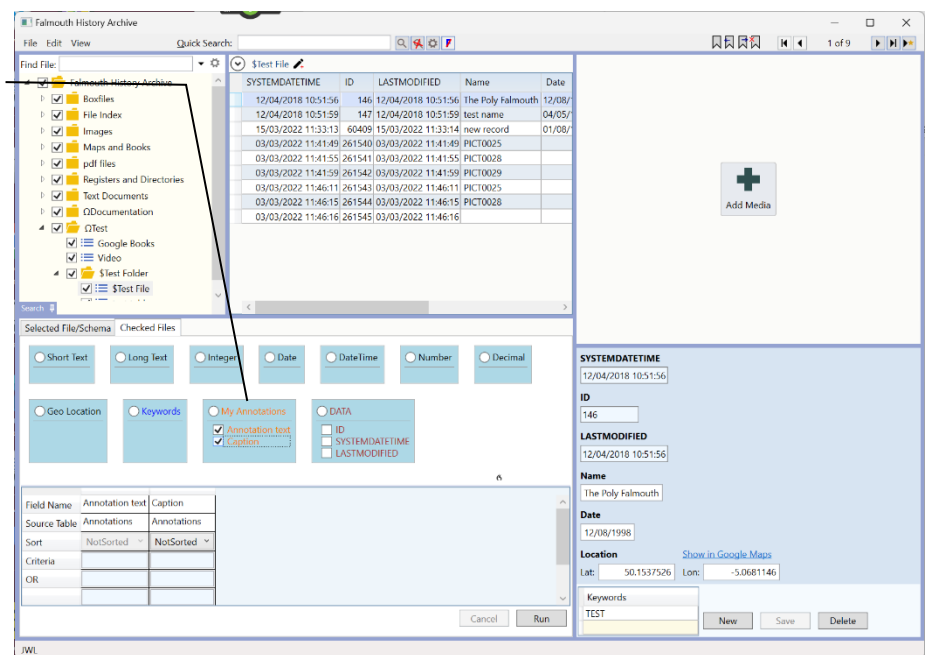 Falmouth History Archive
File Edit View Quick Search: 1 of 9
Find File:
Falmouth History Archive
Boxfiles
File Index
Images
Maps and Books
pdf files
Registers and Directories
Text Documents
ΩDocumentation
ΩTest
Google Books
Video
$Test Folder
$Test File
Search
$Test File
SYSTEMDATETIME ID LASTMODIFIED Name Date
12/04/2018 10:51:56 146 12/04/2018 10:51:56 The Poly Falmouth 12/08/
12/04/2018 10:51:59 147 12/04/2018 10:51:59 test name 04/05/
15/03/2022 11:33:13 60409 15/03/2022 11:33:14 new record 01/08/
03/03/2022 11:41:49 261540 03/03/2022 11:41:49 PICT0025
03/03/2022 11:41:55 261541 03/03/2022 11:41:55 PICT0028
03/03/2022 11:41:59 261542 03/03/2022 11:41:59 PICT0029
03/03/2022 11:46:11 261543 03/03/2022 11:46:11 PICT0025
03/03/2022 11:46:15 261544 03/03/2022 11:46:15 PICT0028
03/03/2022 11:46:16 261545 03/03/2022 11:46:16
Add Media
Selected File/Schema Checked Files
Short Text Long Text Integer Date DateTime Number Decimal
Geo Location Keywords My Annotations DATA
Annotation text
Caption
ID
SYSTEMDATETIME
LASTMODIFIED
Field Name Annotation text Caption
Source Table Annotations Annotations
Sort NotSorted NotSorted
Criteria
OR
Cancel Run
SYSTEMDATETIME
12/04/2018 10:51:56
ID
146
LASTMODIFIED
12/04/2018 10:51:56
Name
The Poly Falmouth
Date
12/08/1998
Location Show in Google Maps
Lat: 50.1537526 Lon: -5.0681146
Keywords
TEST
New Save Delete
JWL